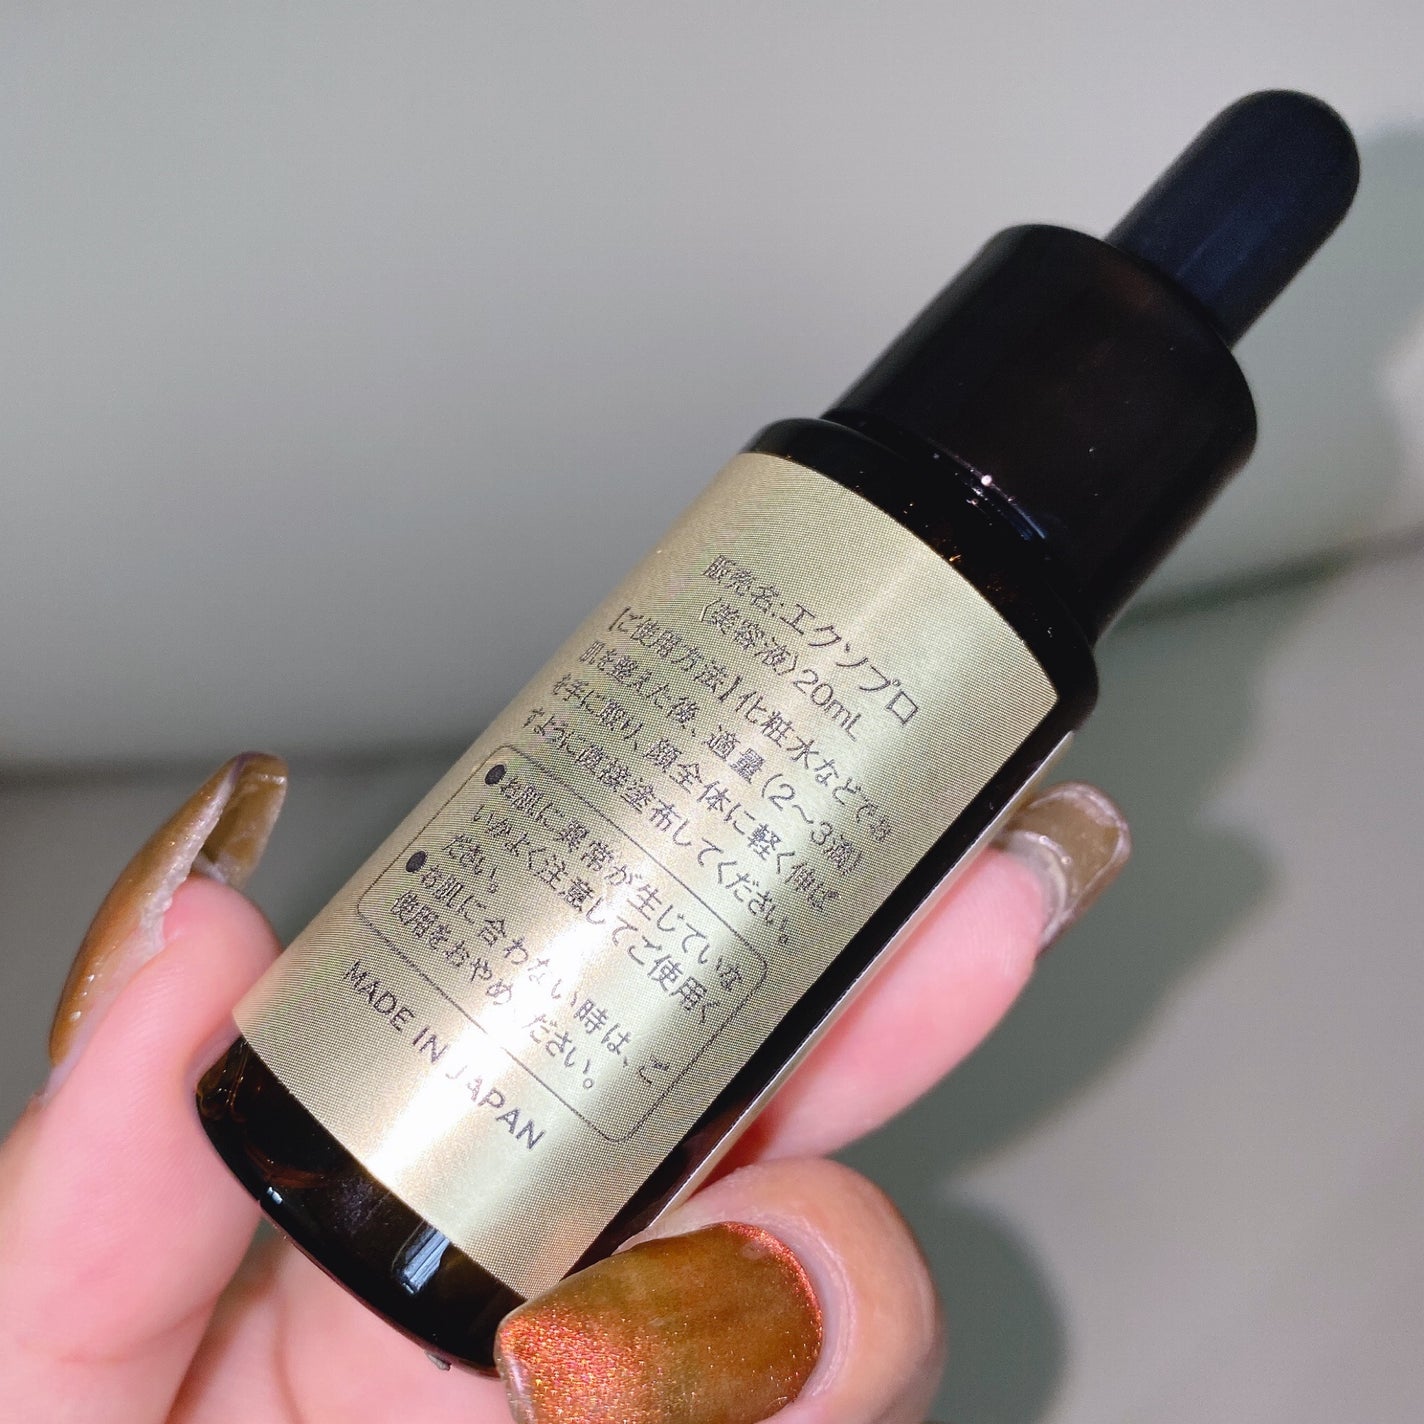 販売名:エクソプロ
〈美容液〉20mL
【ご使用方法】化粧水などでお
肌を整えた後、適量(2〜3滴)
を手に取り、顔全体に軽く伸ば
すように直接塗布してください。
●お肌に異常が生じていな
いかよく注意してご使用く
ださい。
●お肌に合わない時は、ご
使用をおやめください。
MADE IN JAPAN